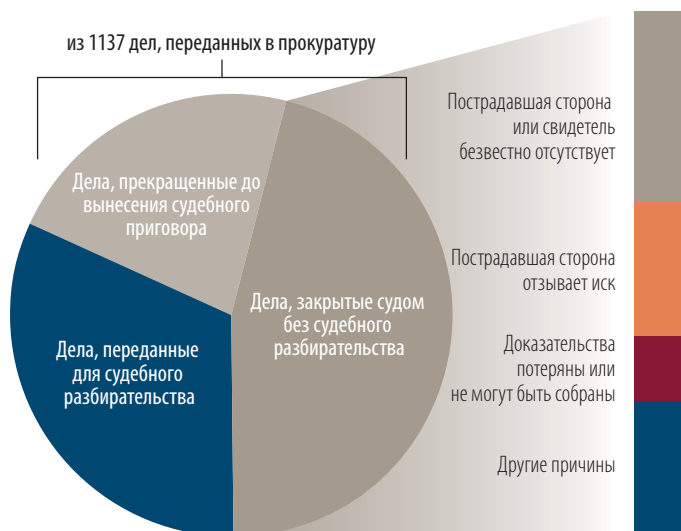 из 1137 дел, переданных в прокуратуру
Дела, прекращенные до
вынесения судебного
приговора
Дела, закрытые судом
без судебного
разбирательства
Дела, переданные
для судебного
разбирательства
Пострадавшая сторона
или свидетель
безвестно отсутствует
Пострадавшая сторона
отзывает иск
Доказательства
потеряны или
не могут быть собраны
Другие причины